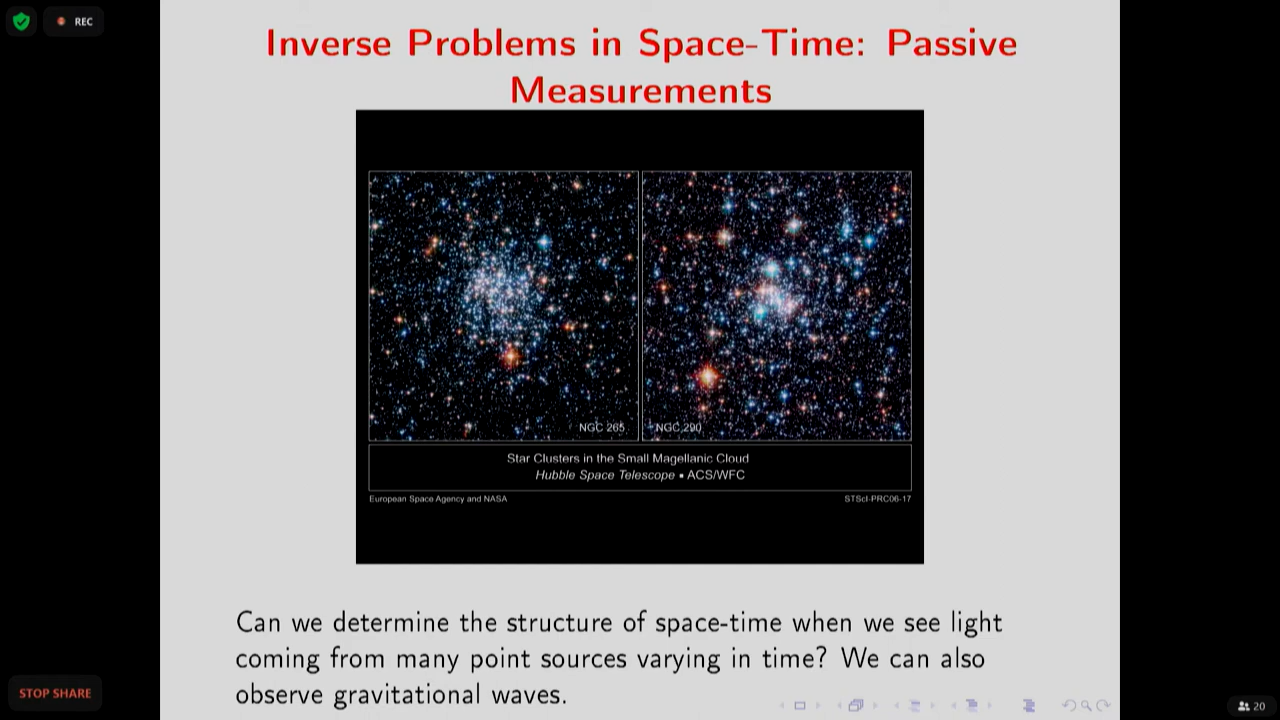 REC
Inverse Problems in Space-Time: Passive
Measurements
NGC 265
NGC 290
Star Clusters in the Small Magellanic Cloud
Hubble Space Telescope ▪ ACS/WFC
European Space Agency and NASA
STScI-PRC06-17
Can we determine the structure of space-time when we see light
coming from many point sources varying in time? We can also
observe gravitational waves.
STOP SHARE
20